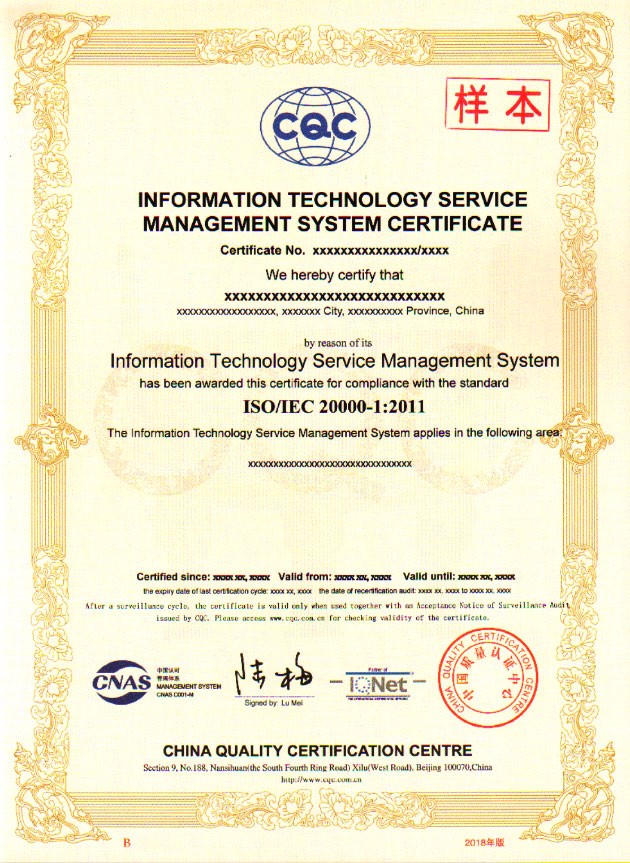 样本
CQC
INFORMATION TECHNOLOGY SERVICE
MANAGEMENT SYSTEM CERTIFICATE
Certificate No. xxxxxxxxxxxxxxx/xxxx
We hereby certify that
xxxxxxxxxxxxxxxxxxxxxxxxxxxx
xxxxxxxxxxxxxxxxxx, xxxxxxx City, xxxxxxxxxx Province, China
by reason of its
Information Technology Service Management System
has been awarded this certificate for compliance with the standard
ISO/IEC 20000-1:2011
The Information Technology Service Management System applies in the following area:
xxxxxxxxxxxxxxxxxxxxxxxxxxxxxxxx
Certified since: xxxx xx, xxxx Valid from: xxxx xx, xxxx Valid until: xxxx xx, xxxx
the expiry date of last certification cycle: xxxx xx, xxxx the date of recertification audit: xxxx xx. xxxx to xxxx xx. xxxx
After a surveillance cycle, the certificate is valid only when used together with an Acceptance Notice of Surveillance Audit
issued by CQC. Please access www.cqc.com.cn for checking validity of the certificate.
CNAS
中国认可
管理体系
MANAGEMENT SYSTEM
CNAS C001-M
陆梅
Signed by: Lu Mei
Partner of
IQNet
CHINA QUALITY CERTIFICATION CENTRE
中国质量认证中心
CHINA QUALITY CERTIFICATION CENTRE
Section 9, No.188, Nansihuan(the South Fourth Ring Road) Xilu(West Road), Beijing 100070,China
http://www.cqc.com.cn
B
2018年版